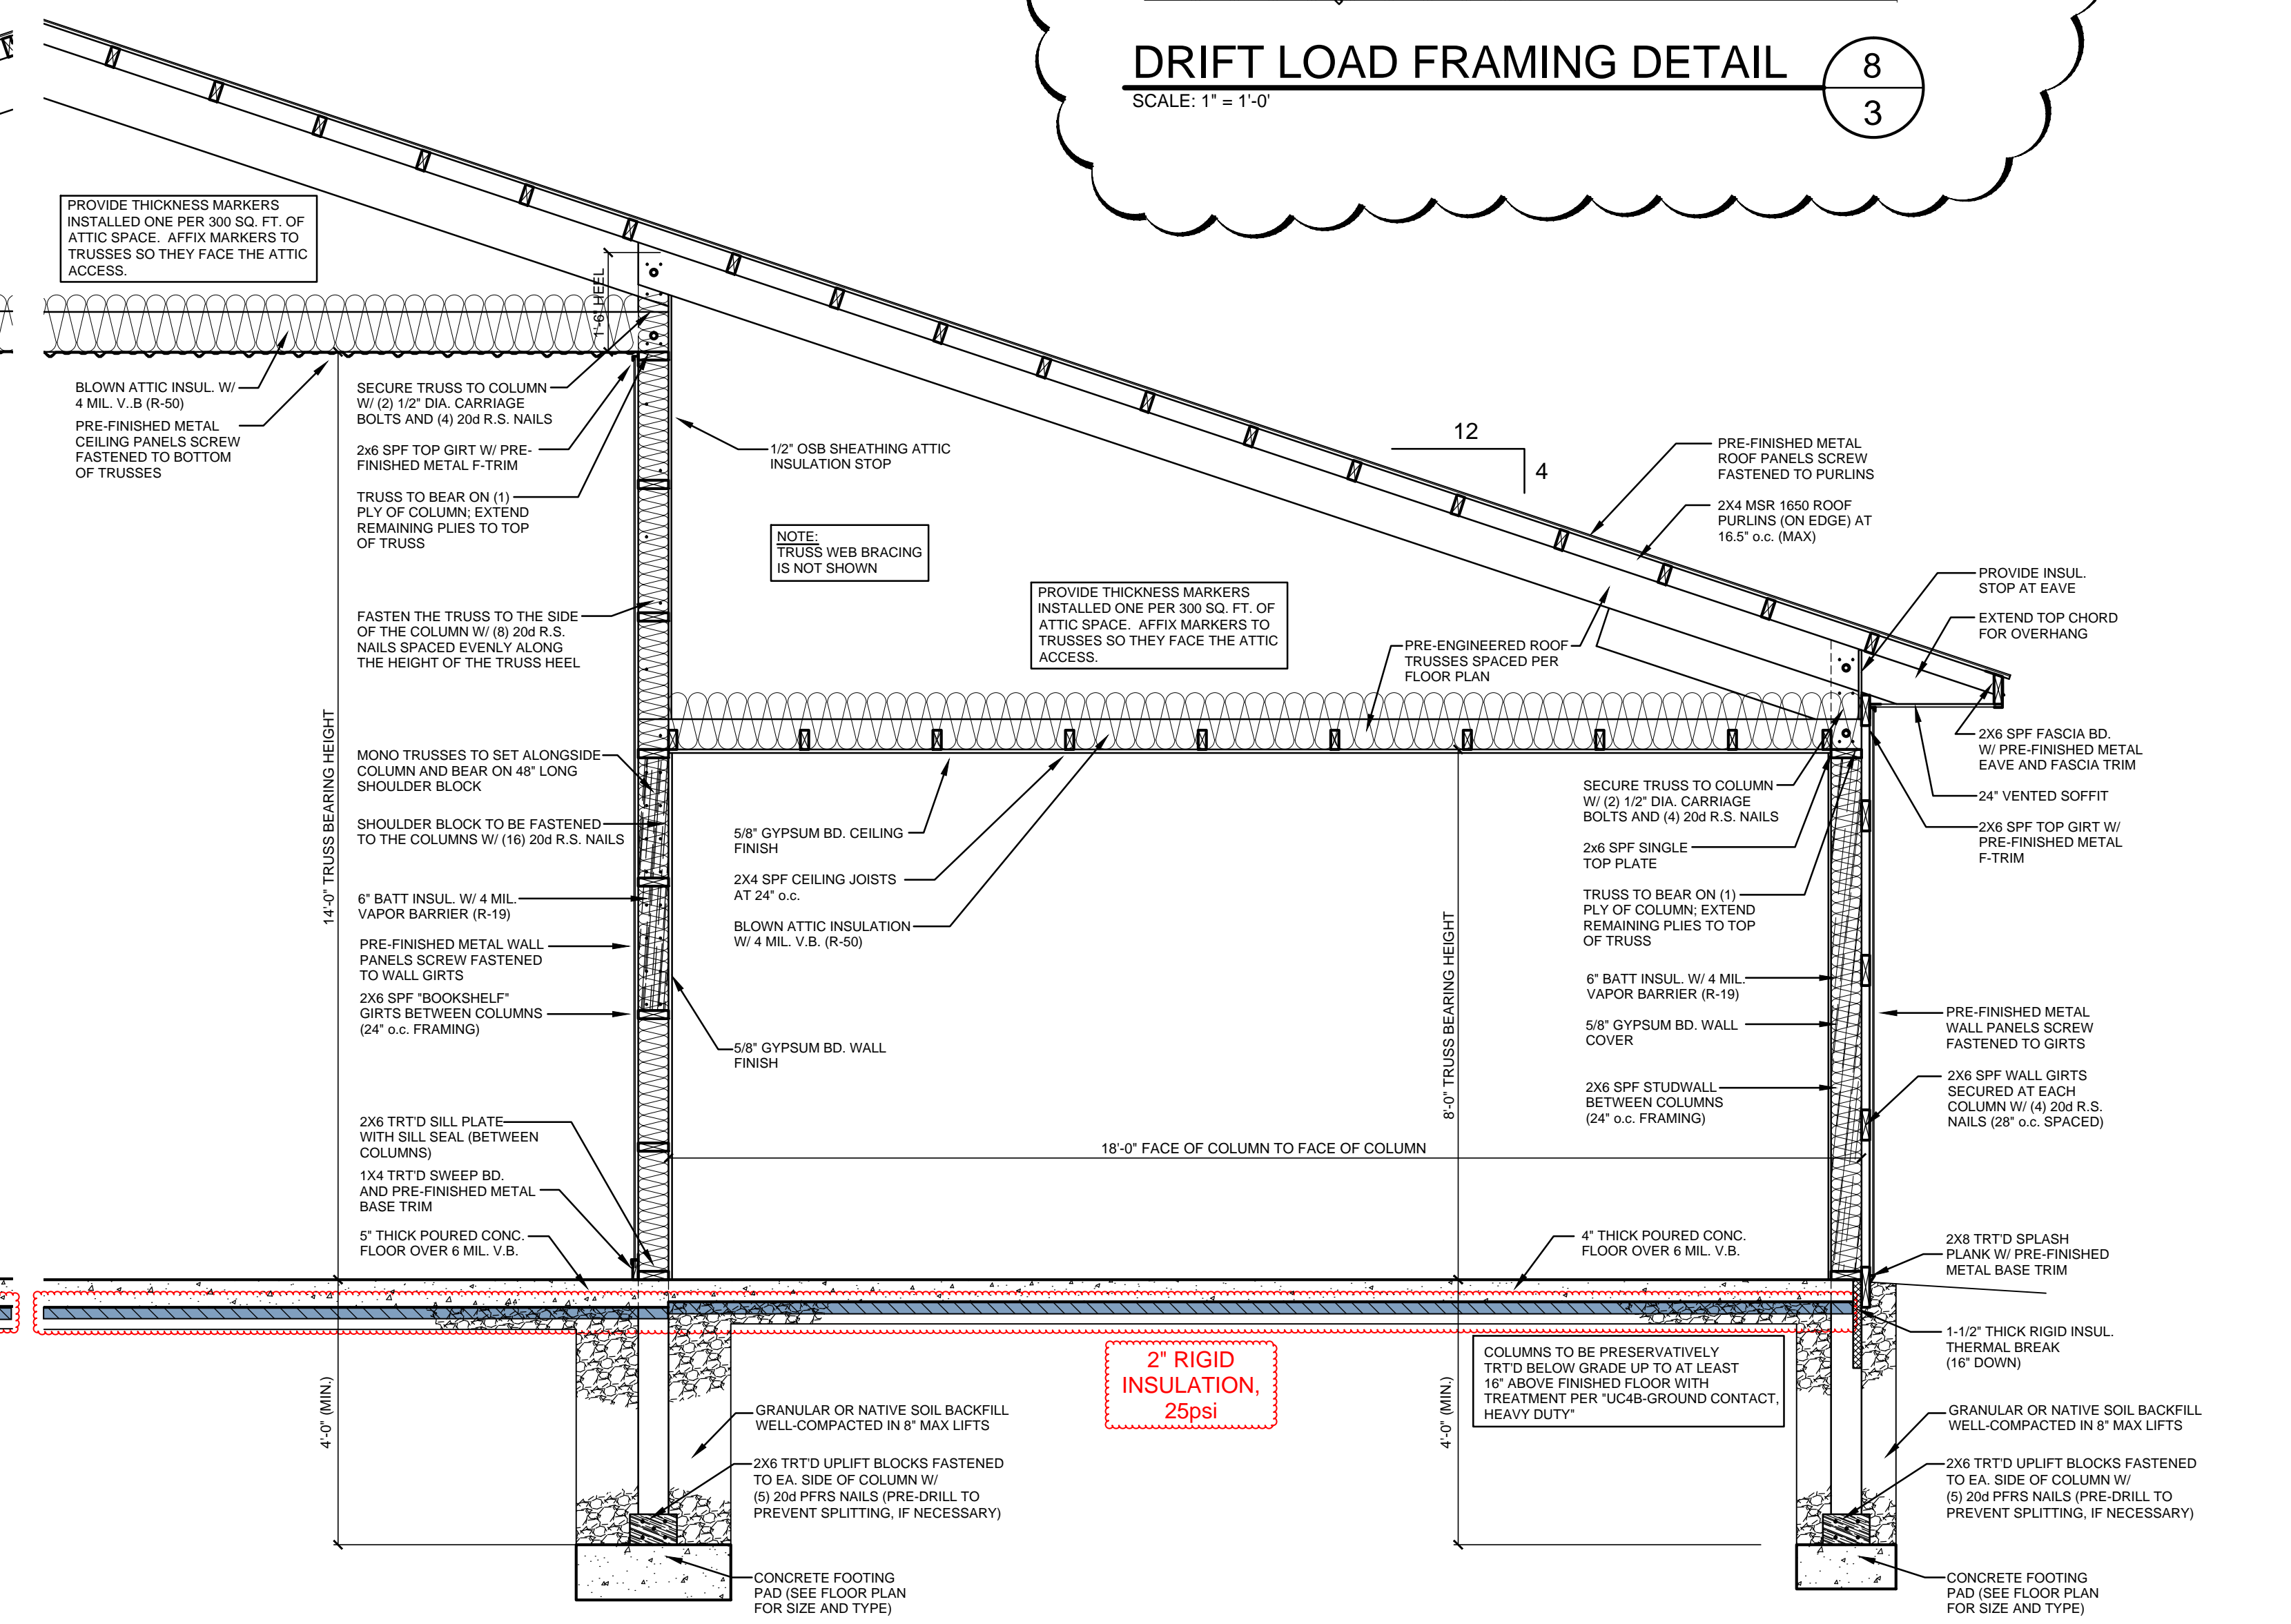 DRIFT LOAD FRAMING DETAIL
8
3
SCALE: 1" = 1'-0'
PROVIDE THICKNESS MARKERS
INSTALLED ONE PER 300 SQ. FT. OF
ATTIC SPACE. AFFIX MARKERS TO
TRUSSES SO THEY FACE THE ATTIC
ACCESS.
1'-6" HEEL
BLOWN ATTIC INSUL. W/
4 MIL. V..B (R-50)
PRE-FINISHED METAL
CEILING PANELS SCREW
FASTENED TO BOTTOM
OF TRUSSES
SECURE TRUSS TO COLUMN
W/ (2) 1/2" DIA. CARRIAGE
BOLTS AND (4) 20d R.S. NAILS
2x6 SPF TOP GIRT W/ PRE-
FINISHED METAL F-TRIM
TRUSS TO BEAR ON (1)
PLY OF COLUMN; EXTEND
REMAINING PLIES TO TOP
OF TRUSS
FASTEN THE TRUSS TO THE SIDE
OF THE COLUMN W/ (8) 20d R.S.
NAILS SPACED EVENLY ALONG
THE HEIGHT OF THE TRUSS HEEL
14'-0" TRUSS BEARING HEIGHT
MONO TRUSSES TO SET ALONGSIDE
COLUMN AND BEAR ON 48" LONG
SHOULDER BLOCK
SHOULDER BLOCK TO BE FASTENED
TO THE COLUMNS W/ (16) 20d R.S. NAILS
6" BATT INSUL. W/ 4 MIL.
VAPOR BARRIER (R-19)
PRE-FINISHED METAL WALL
PANELS SCREW FASTENED
TO WALL GIRTS
2X6 SPF "BOOKSHELF"
GIRTS BETWEEN COLUMNS
(24" o.c. FRAMING)
2X6 TRT'D SILL PLATE
WITH SILL SEAL (BETWEEN
COLUMNS)
1X4 TRT'D SWEEP BD.
AND PRE-FINISHED METAL
BASE TRIM
5" THICK POURED CONC.
FLOOR OVER 6 MIL. V.B.
4'-0" (MIN.)
1/2" OSB SHEATHING ATTIC
INSULATION STOP
NOTE:
TRUSS WEB BRACING
IS NOT SHOWN
PROVIDE THICKNESS MARKERS
INSTALLED ONE PER 300 SQ. FT. OF
ATTIC SPACE. AFFIX MARKERS TO
TRUSSES SO THEY FACE THE ATTIC
ACCESS.
12
4
PRE-ENGINEERED ROOF
TRUSSES SPACED PER
FLOOR PLAN
5/8" GYPSUM BD. CEILING
FINISH
2X4 SPF CEILING JOISTS
AT 24" o.c.
BLOWN ATTIC INSULATION
W/ 4 MIL. V.B. (R-50)
5/8" GYPSUM BD. WALL
FINISH
18'-0" FACE OF COLUMN TO FACE OF COLUMN
8'-0" TRUSS BEARING HEIGHT
4" THICK POURED CONC.
FLOOR OVER 6 MIL. V.B.
2" RIGID
INSULATION,
25psi
GRANULAR OR NATIVE SOIL BACKFILL
WELL-COMPACTED IN 8" MAX LIFTS
2X6 TRT'D UPLIFT BLOCKS FASTENED
TO EA. SIDE OF COLUMN W/
(5) 20d PFRS NAILS (PRE-DRILL TO
PREVENT SPLITTING, IF NECESSARY)
CONCRETE FOOTING
PAD (SEE FLOOR PLAN
FOR SIZE AND TYPE)
4'-0" (MIN.)
COLUMNS TO BE PRESERVATIVELY
TRT'D BELOW GRADE UP TO AT LEAST
16" ABOVE FINISHED FLOOR WITH
TREATMENT PER "UC4B-GROUND CONTACT,
HEAVY DUTY"
SECURE TRUSS TO COLUMN
W/ (2) 1/2" DIA. CARRIAGE
BOLTS AND (4) 20d R.S. NAILS
2x6 SPF SINGLE
TOP PLATE
TRUSS TO BEAR ON (1)
PLY OF COLUMN; EXTEND
REMAINING PLIES TO TOP
OF TRUSS
6" BATT INSUL. W/ 4 MIL.
VAPOR BARRIER (R-19)
5/8" GYPSUM BD. WALL
COVER
2X6 SPF STUDWALL
BETWEEN COLUMNS
(24" o.c. FRAMING)
PRE-FINISHED METAL
ROOF PANELS SCREW
FASTENED TO PURLINS
2X4 MSR 1650 ROOF
PURLINS (ON EDGE) AT
16.5" o.c. (MAX)
PROVIDE INSUL.
STOP AT EAVE
EXTEND TOP CHORD
FOR OVERHANG
2X6 SPF FASCIA BD.
W/ PRE-FINISHED METAL
EAVE AND FASCIA TRIM
24" VENTED SOFFIT
2X6 SPF TOP GIRT W/
PRE-FINISHED METAL
F-TRIM
PRE-FINISHED METAL
WALL PANELS SCREW
FASTENED TO GIRTS
2X6 SPF WALL GIRTS
SECURED AT EACH
COLUMN W/ (4) 20d R.S.
NAILS (28" o.c. SPACED)
2X8 TRT'D SPLASH
PLANK W/ PRE-FINISHED
METAL BASE TRIM
1-1/2" THICK RIGID INSUL.
THERMAL BREAK
(16" DOWN)
GRANULAR OR NATIVE SOIL BACKFILL
WELL-COMPACTED IN 8" MAX LIFTS
2X6 TRT'D UPLIFT BLOCKS FASTENED
TO EA. SIDE OF COLUMN W/
(5) 20d PFRS NAILS (PRE-DRILL TO
PREVENT SPLITTING, IF NECESSARY)
CONCRETE FOOTING
PAD (SEE FLOOR PLAN
FOR SIZE AND TYPE)